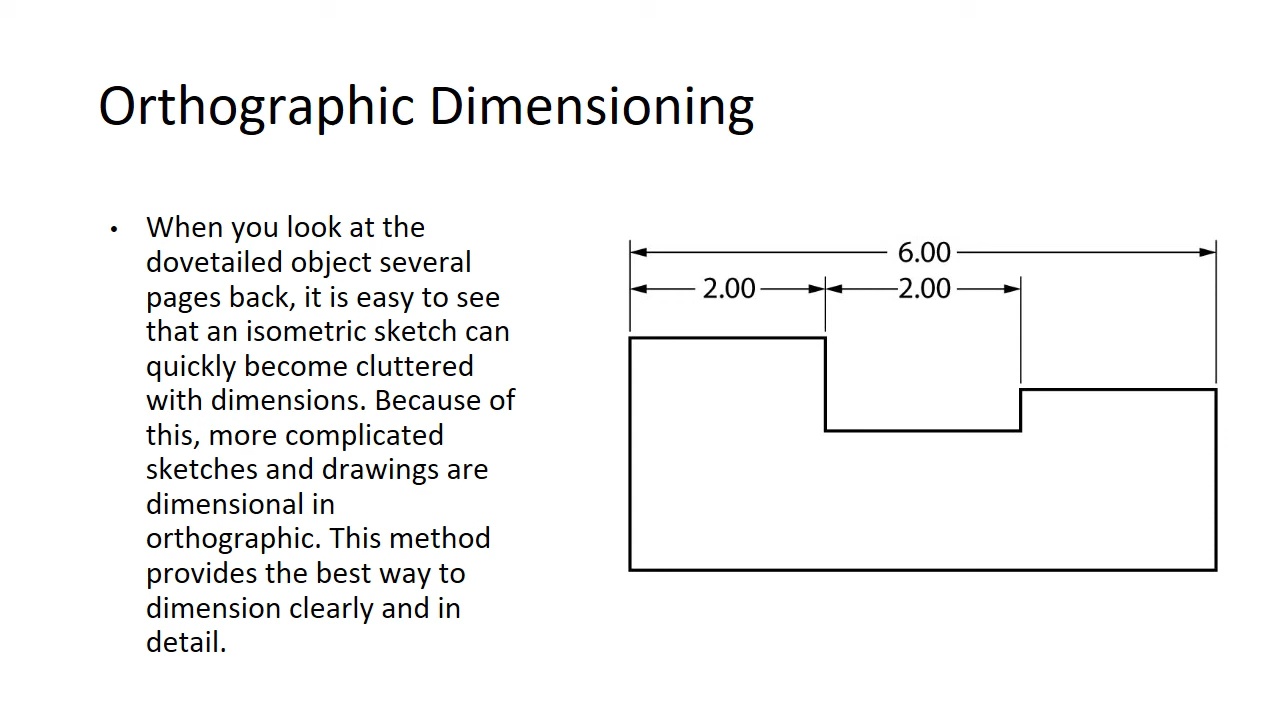 Orthographic Dimensioning
• When you look at the
dovetailed object several
pages back, it is easy to see
that an isometric sketch can
quickly become cluttered
with dimensions. Because of
this, more complicated
sketches and drawings are
dimensional in
orthographic. This method
provides the best way to
dimension clearly and in
detail.
6.00
2.00 2.00